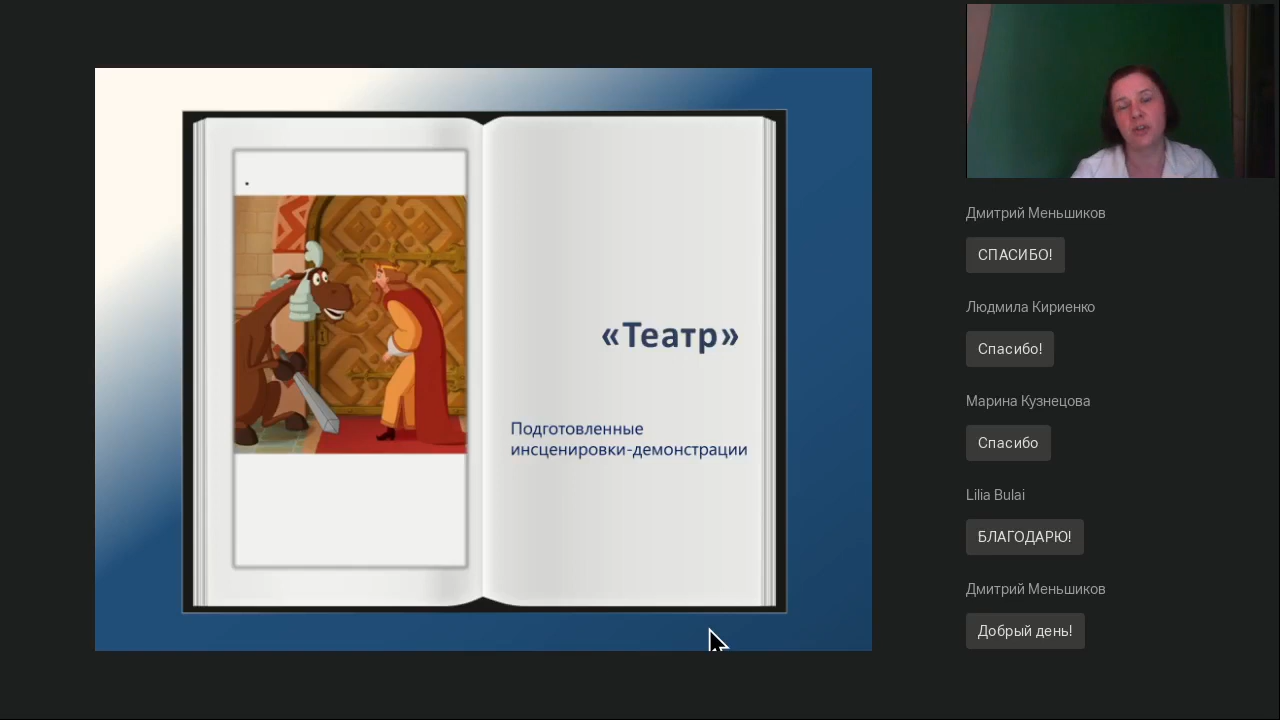 «Театр»
Подготовленные
инсценировки-демонстрации
Дмитрий Меньшиков
СПАСИБО!
Людмила Кириенко
Спасибо!
Марина Кузнецова
Спасибо
Lilia Bulai
БЛАГОДАРЮ!
Дмитрий Меньшиков
Добрый день!